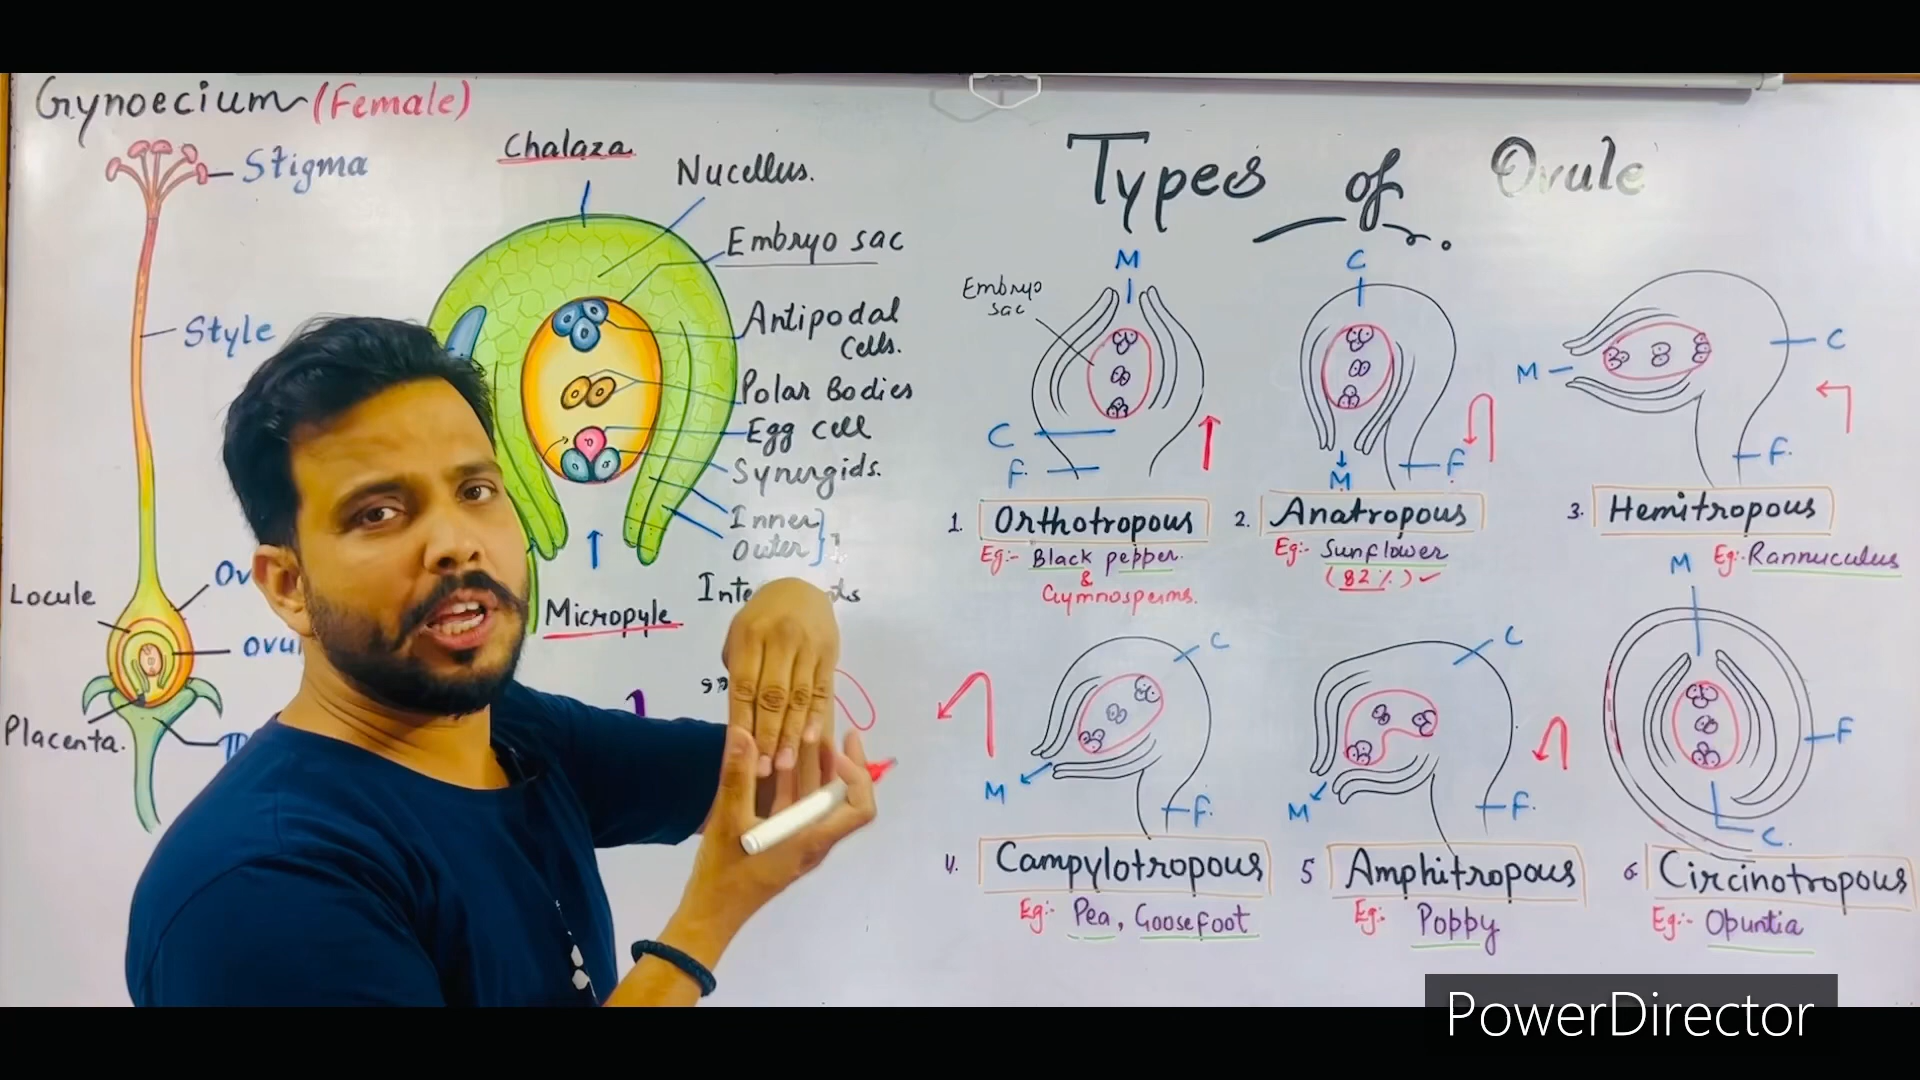 Gynoecium (Female)
Stigma
Style
Locule
Placenta.
Chalaza
Nucellus.
Embryo sac
Antipodal
Cells.
Polar Bodies
Egg cell
Synergids.
Inner
Outer
Micropyle
Types of Ovule
M
Embryo
sac
C
F.
1. Orthotropous
Eg:- Black pepper.
&
Gymnosperms.
C
F
M
2. Anatropous
Eg:- Sunflower
(82%)
M
C
F.
3. Hemitropous
Eg:- Rannuculus
C
M
F.
4. Campylotropous
Eg:- Pea, Goosefoot
C
M
F.
5 Amphitropous
Eg:- Poppy
M
F
C.
6. Circinotropous
Eg:- Opuntia
PowerDirector